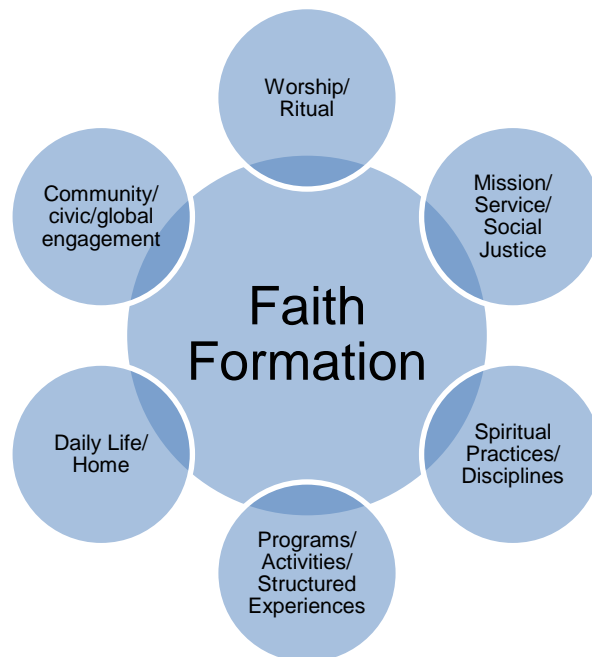 Worship/
Ritual
Mission/
Service/
Social
Justice
Spiritual
Practices/
Disciplines
Programs/
Activities/
Structured
Experiences
Daily Life/
Home
Community/
civic/global
engagement
Faith
Formation